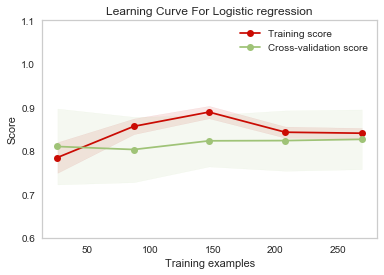 Learning Curve For Logistic regression
1.1
1.0
0.9
0.8
0.7
0.6
Score
Training score
Cross-validation score
50
100
150
200
250
Training examples